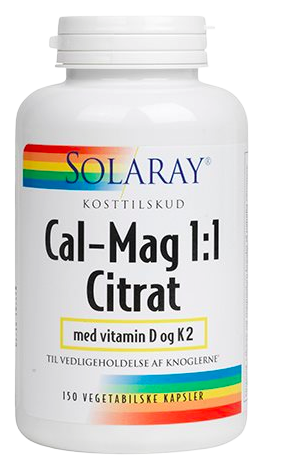 SOLARAY®
KOSTTILSKUD
Cal-Mag 1:1
Citrat
med vitamin D og K2
TIL VEDLIGEHOLDELSE AF KNOGLERNE
150 VEGETABILSKE KAPSLER